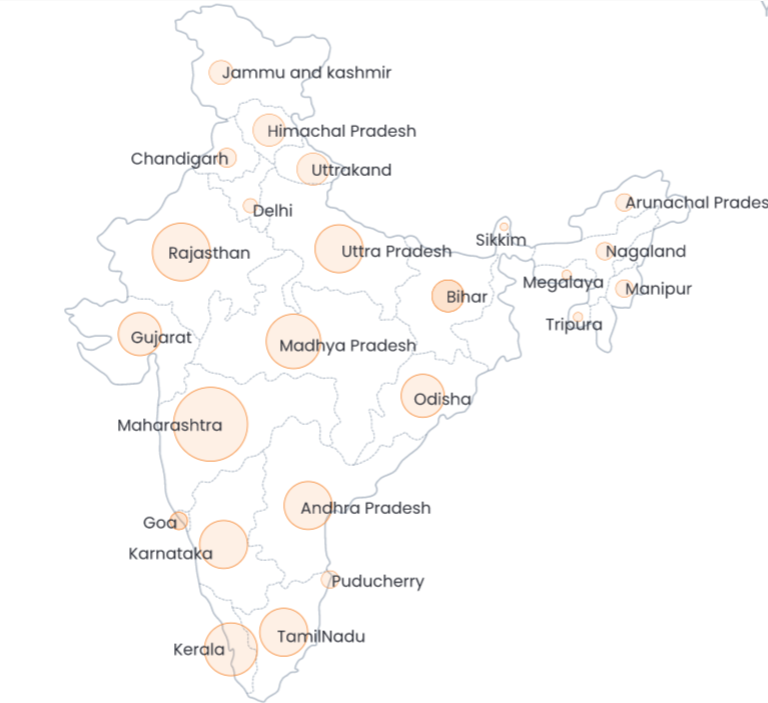 Jammu and kashmir
Himachal Pradesh
Chandigarh
Uttrakand
Arunachal Prades
Delhi
Sikkim
Rajasthan
Uttra Pradesh
Nagaland
Megalaya
Manipur
Bihar
Tripura
Gujarat
Madhya Pradesh
Odisha
Maharashtra
Andhra Pradesh
Goa
Karnataka
Puducherry
TamilNadu
Kerala